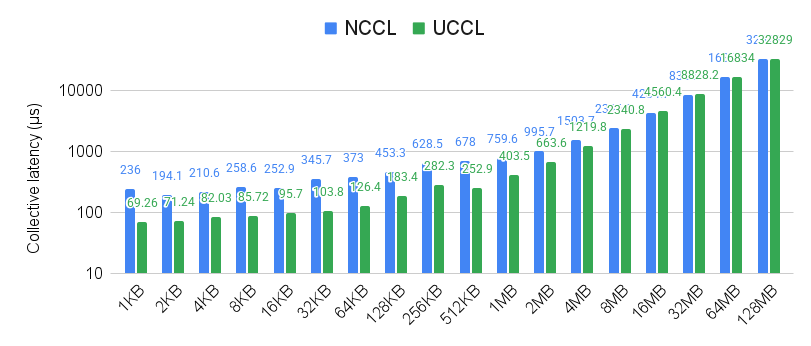 NCCL UCCL
Collective latency (μs)
10000
1000
100
10
236
194.1
210.6
258.6
252.9
345.7
373
453.3
628.5
678
759.6
995.7
1503.7
69.26
71.24
82.03
85.72
95.7
103.8
126.4
183.4
282.3
252.9
403.5
663.6
1219.8
2340.8
4560.4
8828.2
16834
32829
1KB
2KB
4KB
8KB
16KB
32KB
64KB
128KB
256KB
512KB
1MB
2MB
4MB
8MB
16MB
32MB
64MB
128MB